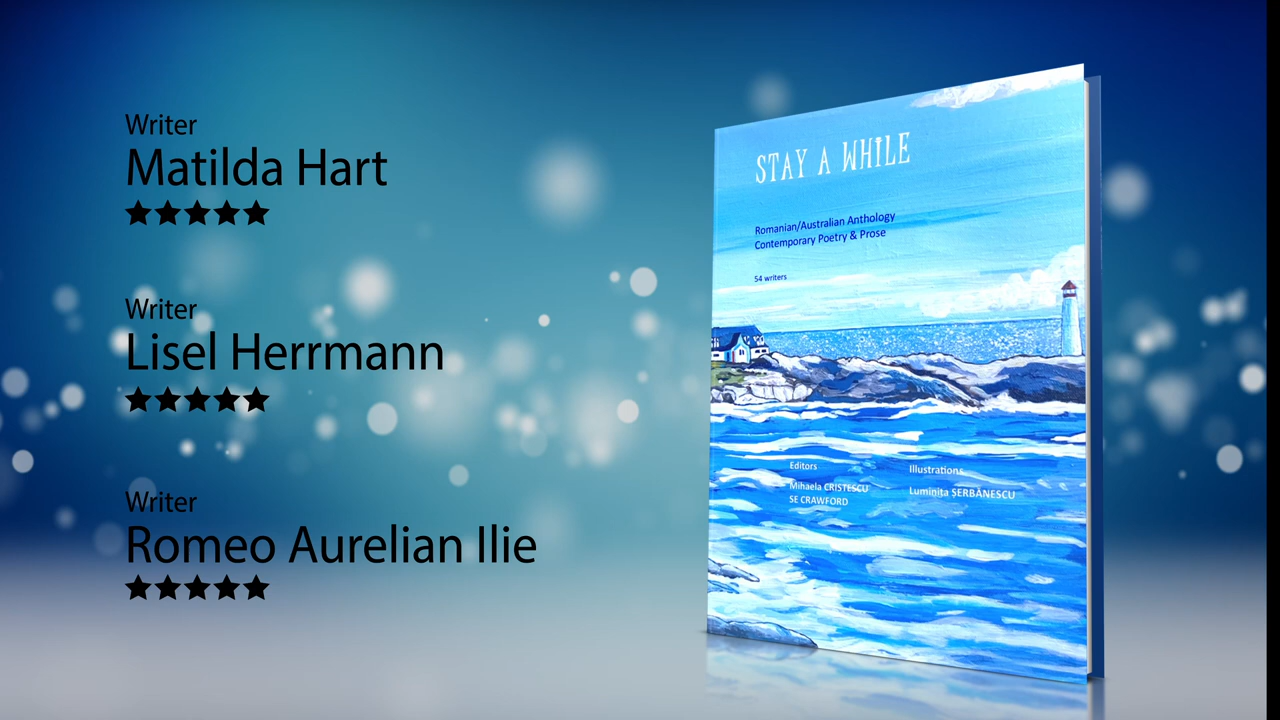 Writer
Matilda Hart
★★★★★
Writer
Lisel Herrmann
★★★★★
Writer
Romeo Aurelian Ilie
★★★★★
STAY A WHILE
Romanian/Australian Anthology
Contemporary Poetry & Prose
54 writers
Editors
Mihaela CRISTESCU
SE CRAWFORD
Illustrations
Luminita ȘERBĂNESCU